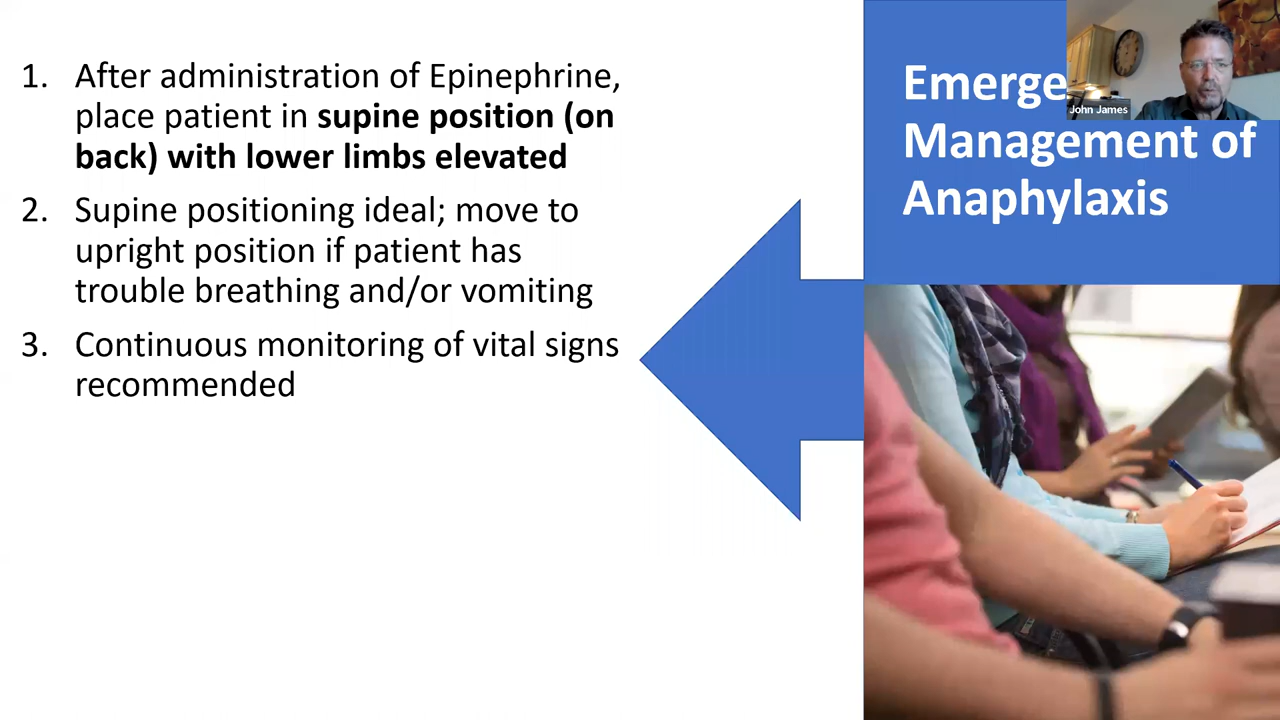 1. After administration of Epinephrine,
place patient in supine position (on
back) with lower limbs elevated
2. Supine positioning ideal; move to
upright position if patient has
trouble breathing and/or vomiting
3. Continuous monitoring of vital signs
recommended
Emerge
Management of
Anaphylaxis
John James